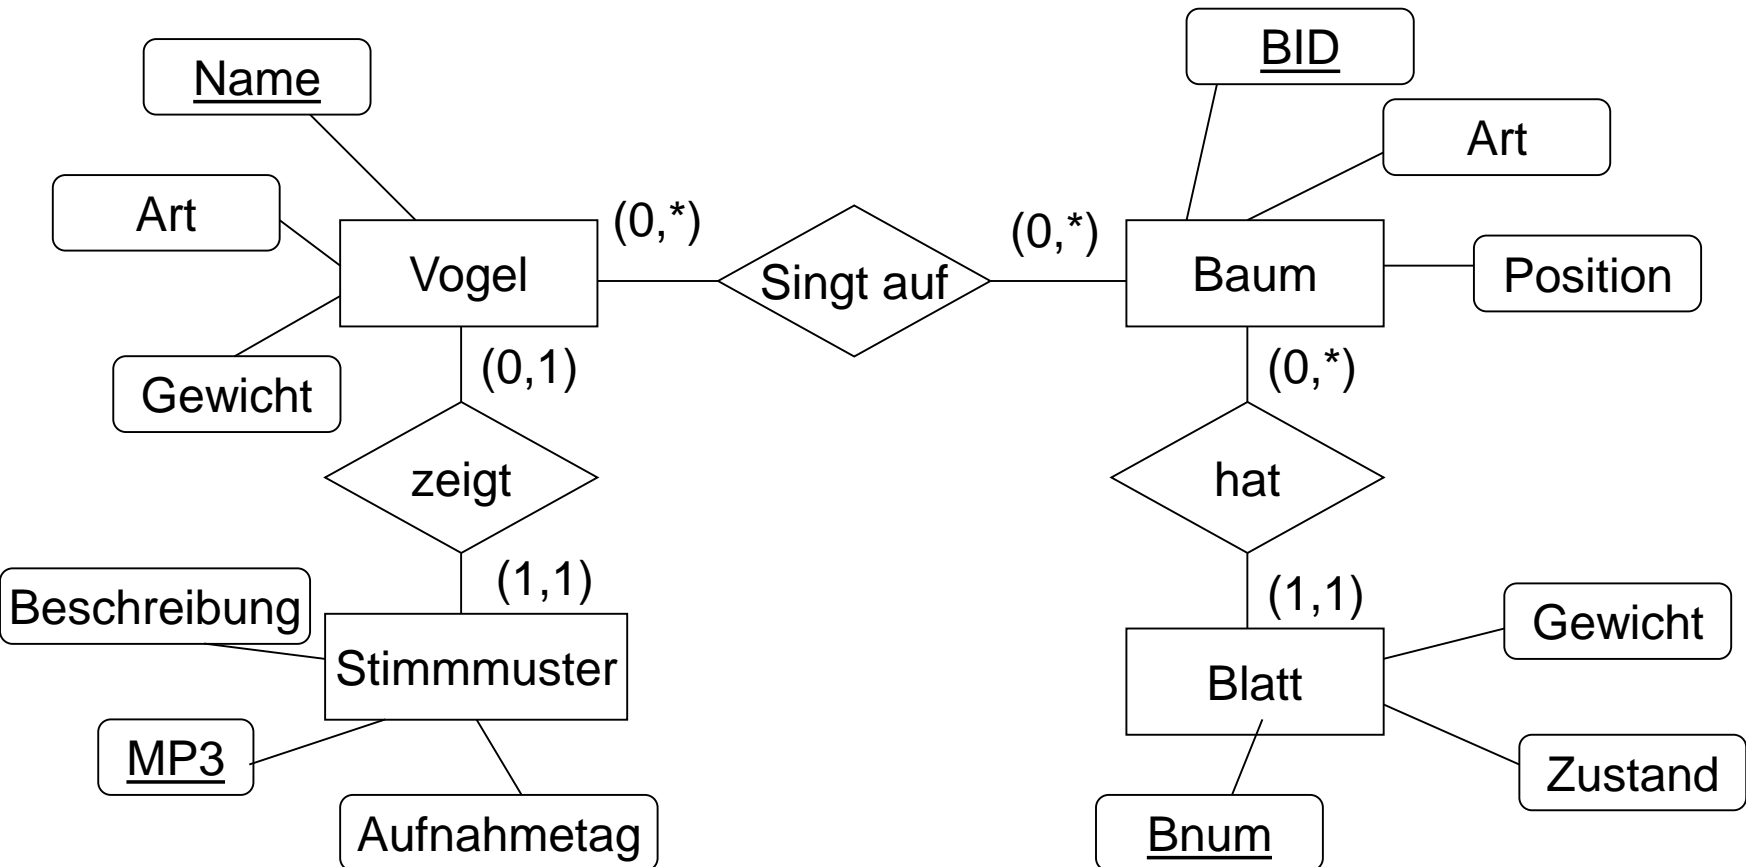 BID
Name
Art
Art
(0,*)
(0,*)
Vogel
Singt auf
Baum
Position
(0,1)
(0,*)
Gewicht
zeigt
hat
(1,1)
(1,1)
Beschreibung
Gewicht
Stimmmuster
Blatt
MP3
Zustand
Aufnahmetag
Bnum